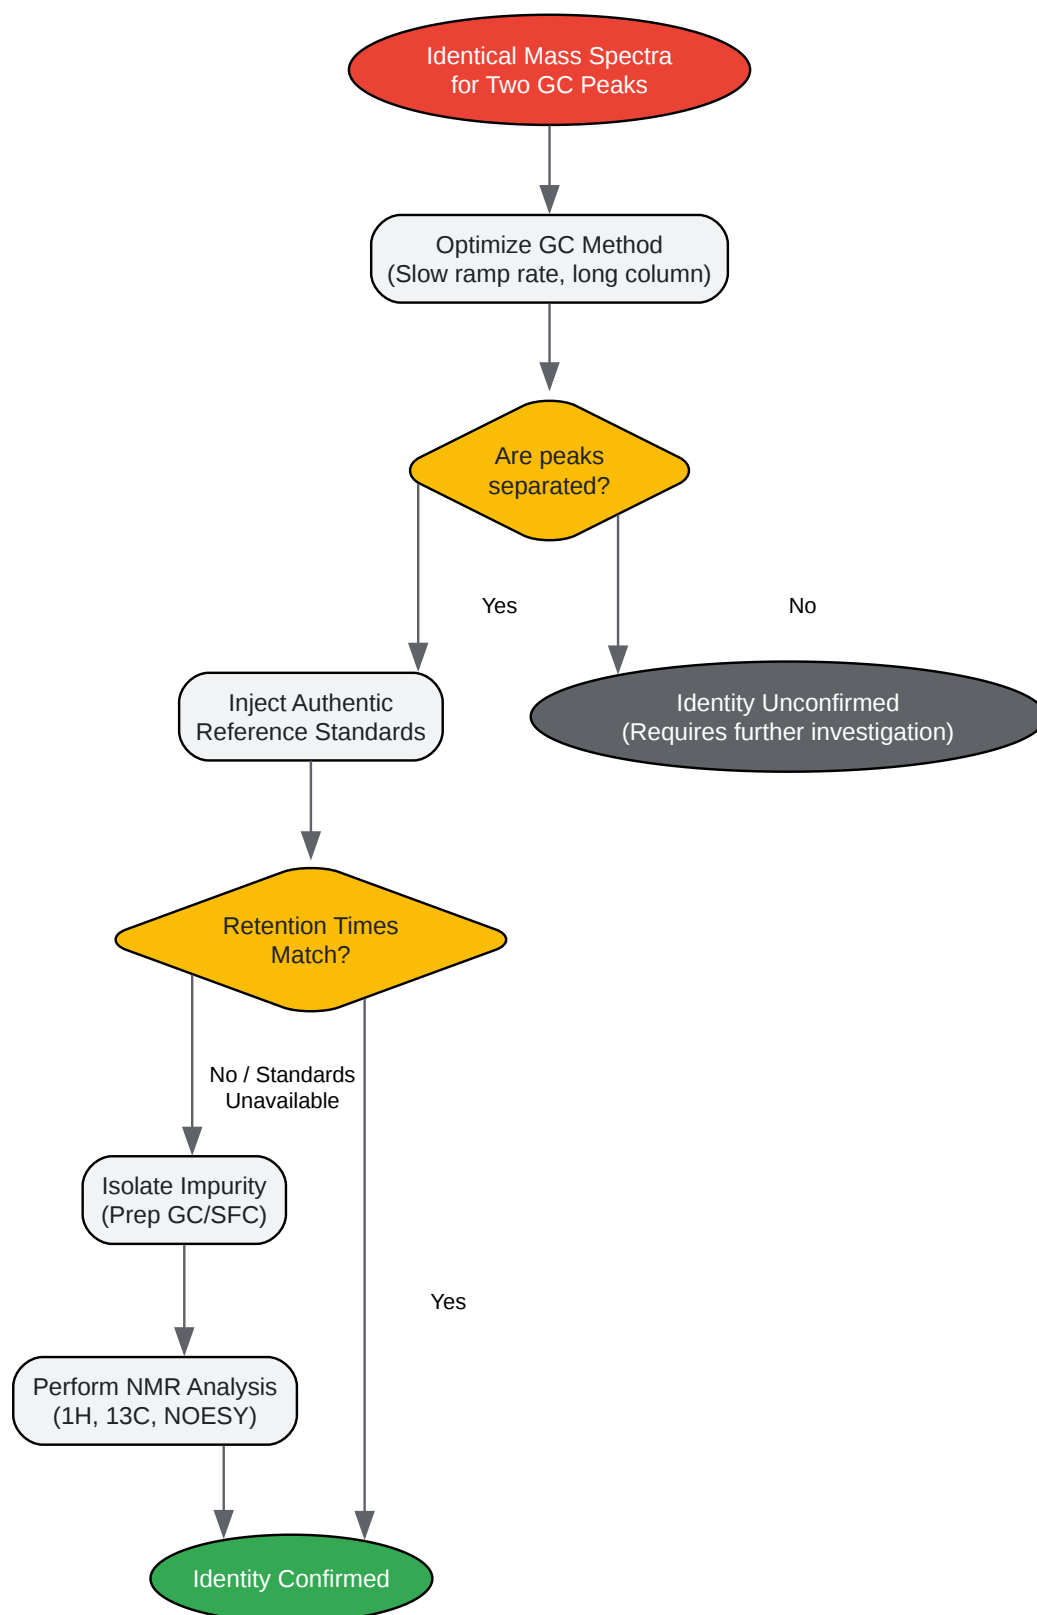 Identical Mass Spectra
for Two GC Peaks
Optimize GC Method
(Slow ramp rate, long column)
Are peaks
separated?
Yes
No
Inject Authentic
Reference Standards
Identity Unconfirmed
(Requires further investigation)
Retention Times
Match?
No / Standards
Unavailable
Isolate Impurity
(Prep GC/SFC)
Yes
Perform NMR Analysis
(1H, 13C, NOESY)
Identity Confirmed